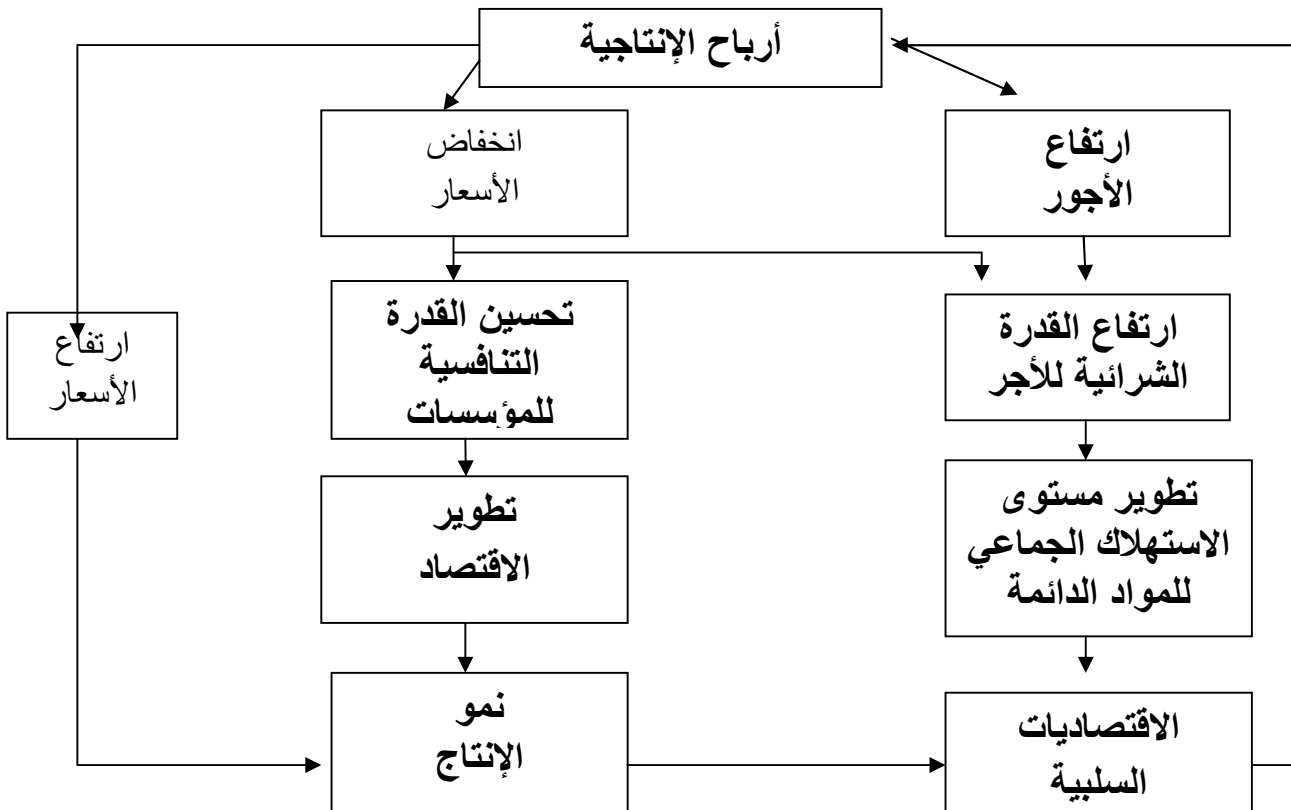 أرباح الإنتاجية
ارتفاع
الأجور
انخفاض
الأسعار
ارتفاع القدرة
الشرائية للأجر
تحسين القدرة
التنافسية
للمؤسسات
ارتفاع
الأسعار
تطوير مستوى
الاستهلاك الجماعي
للمواد الدائمة
تطوير
الاقتصاد
الاقتصاديات
السلبية
نمو
الإنتاج